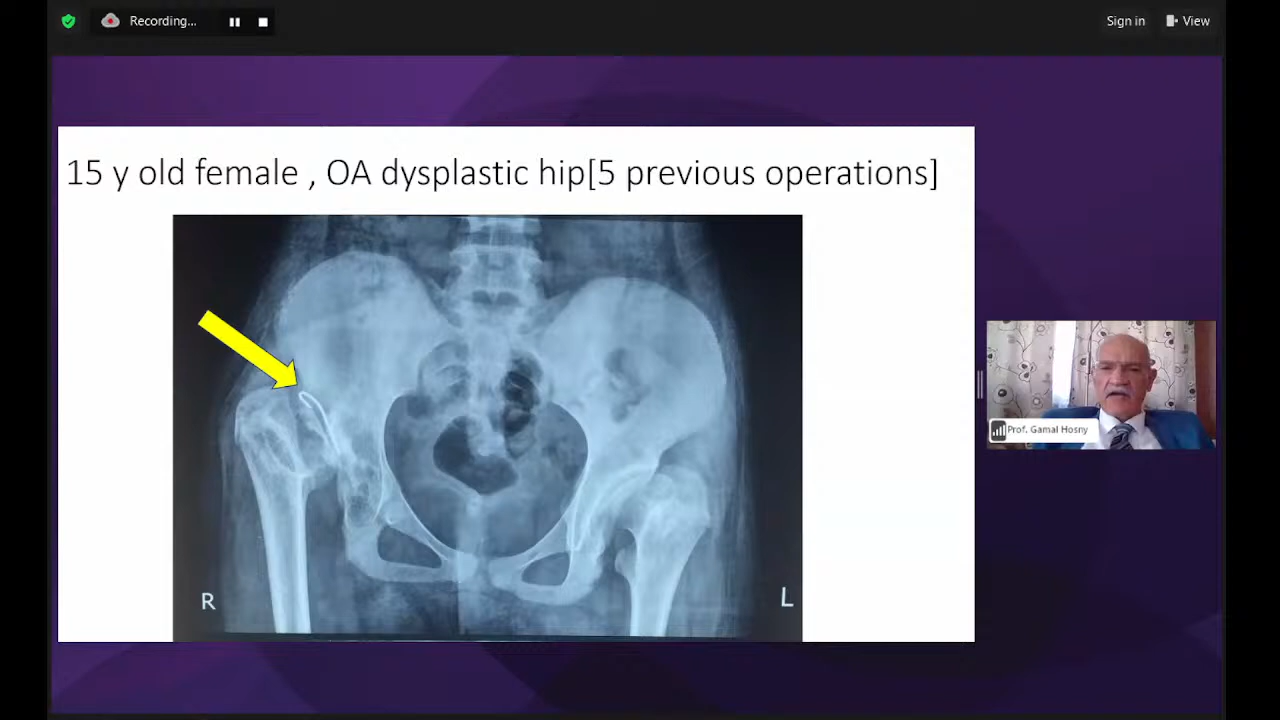 Recording...
Sign in
View
15 y old female , OA dysplastic hip[5 previous operations]
R
L
Prof. Gamal Hosny